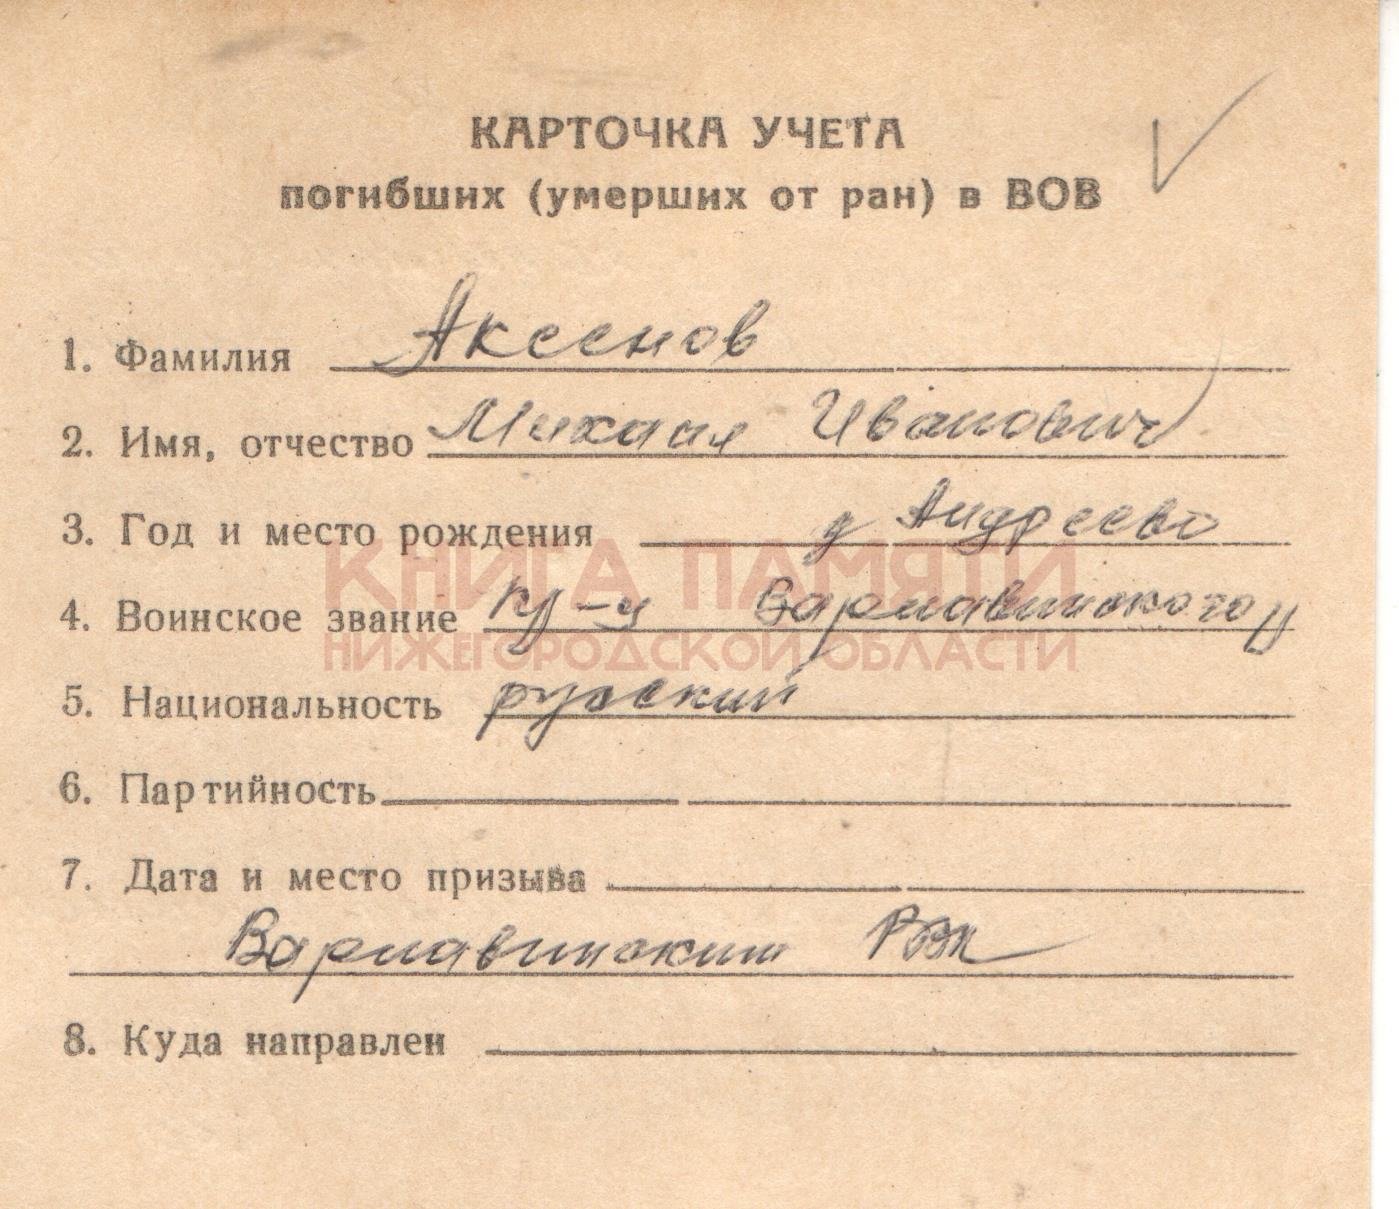 КАРТОЧКА УЧЕТА
погибших (умерших от ран) в ВОВ
1. Фамилия Аксенов
2. Имя, отчество Михаил Иванович
3. Год и место рождения д Андреево
КНИГА ПАМЯТИ
4. Воинское звание кр-ц Варнавинского р
НИЖЕГОРОДСКОЙ ОБЛАСТИ
5. Национальность русский
6. Партийность
7. Дата и место призыва
Варнавинским РВК
8. Куда направлен